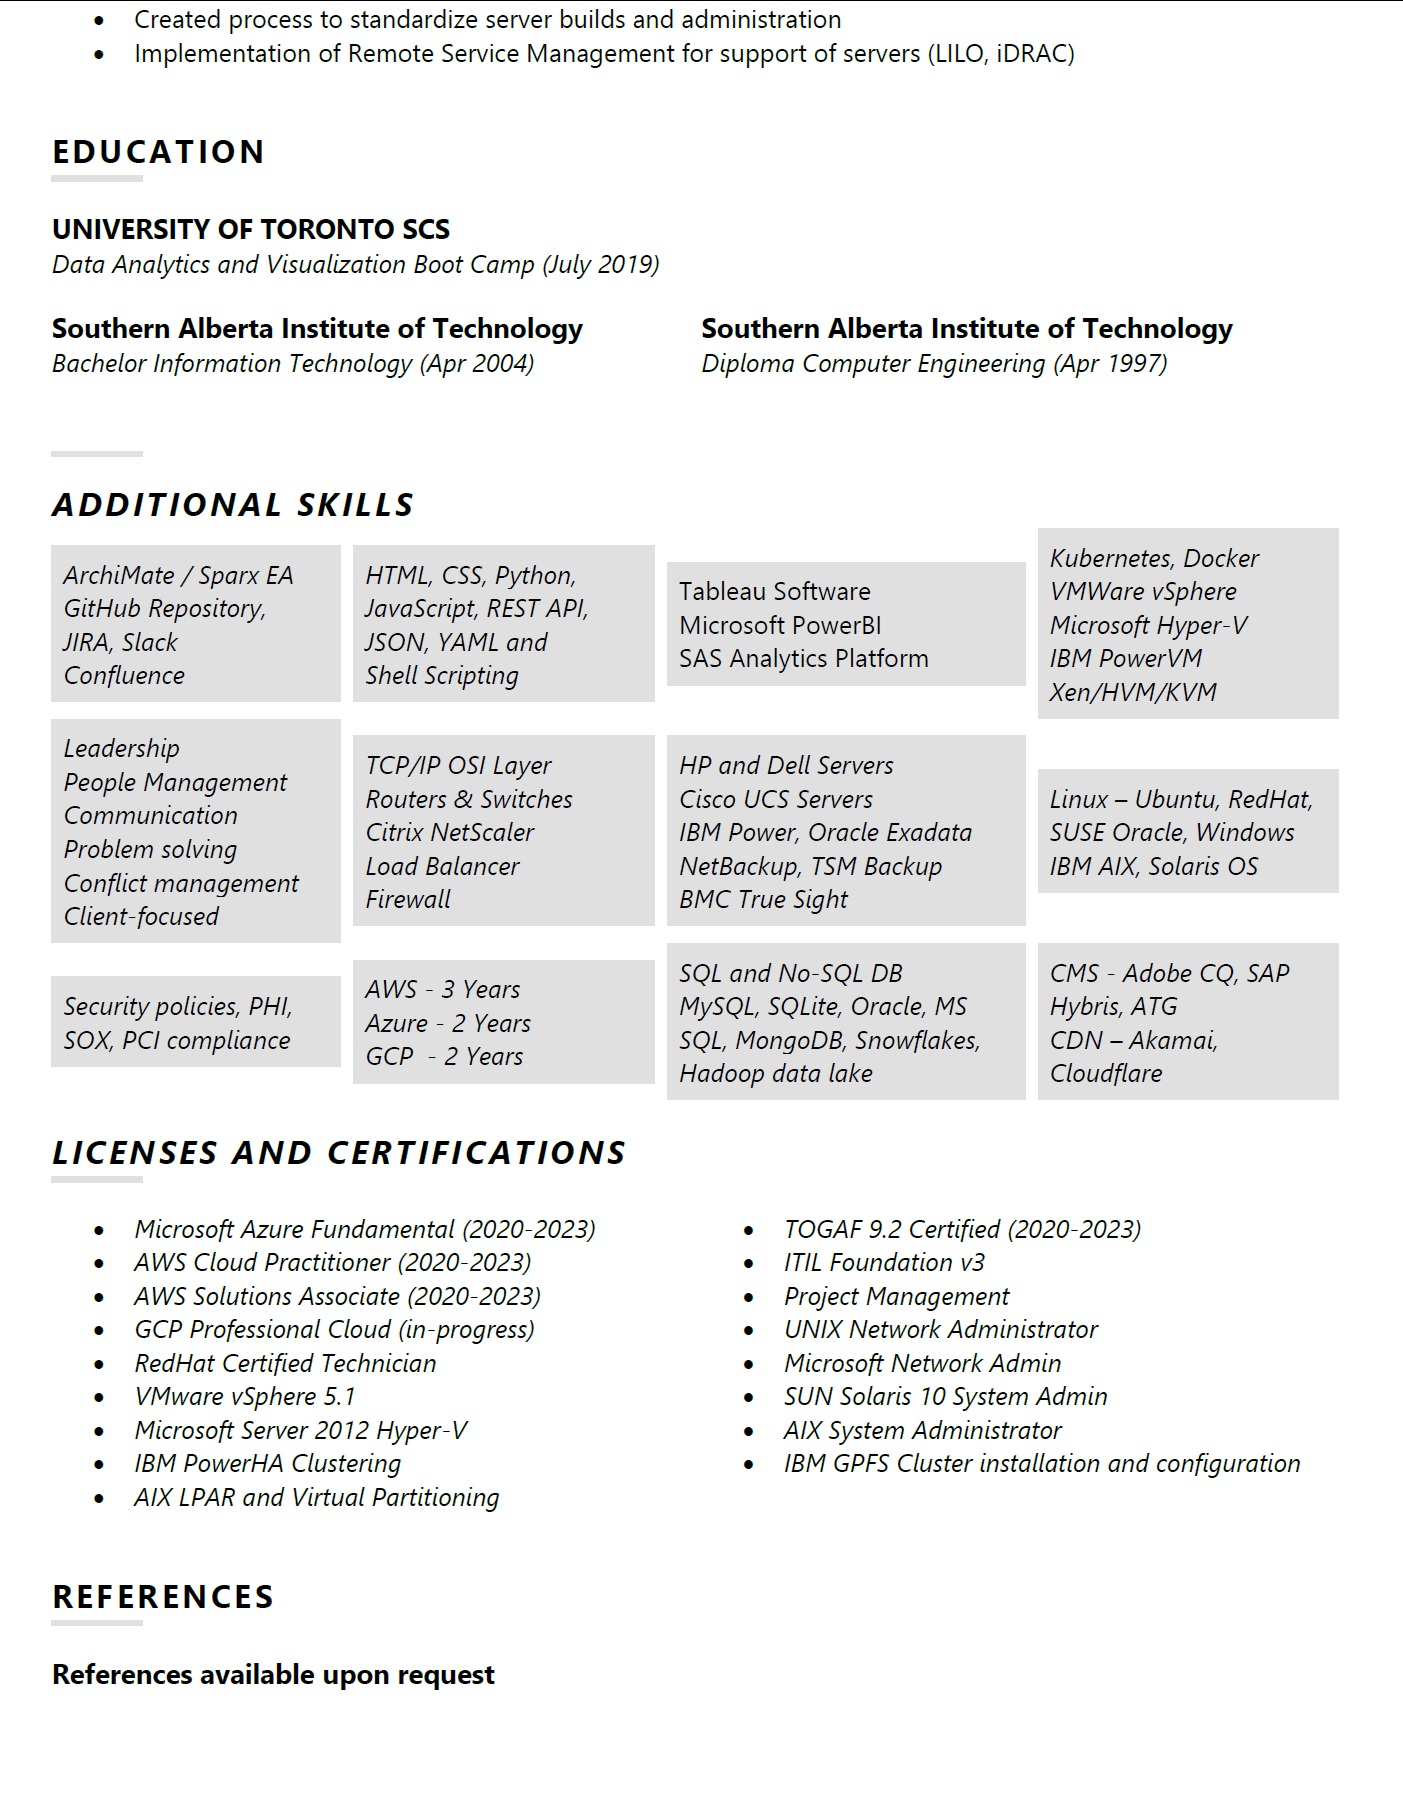 • Created process to standardize server builds and administration
• Implementation of Remote Service Management for support of servers (LILO, iDRAC)
EDUCATION
UNIVERSITY OF TORONTO SCS
Data Analytics and Visualization Boot Camp (July 2019)
Southern Alberta Institute of Technology
Bachelor Information Technology (Apr 2004)
Southern Alberta Institute of Technology
Diploma Computer Engineering (Apr 1997)
ADDITIONAL SKILLS
ArchiMate / Sparx EA
GitHub Repository,
JIRA, Slack
Confluence
HTML, CSS, Python,
JavaScript, REST API,
JSON, YAML and
Shell Scripting
Tableau Software
Microsoft PowerBI
SAS Analytics Platform
Kubernetes, Docker
VMWare vSphere
Microsoft Hyper-V
IBM PowerVM
Xen/HVM/KVM
Leadership
People Management
Communication
Problem solving
Conflict management
Client-focused
TCP/IP OSI Layer
Routers & Switches
Citrix NetScaler
Load Balancer
Firewall
HP and Dell Servers
Cisco UCS Servers
IBM Power, Oracle Exadata
NetBackup, TSM Backup
BMC True Sight
Linux – Ubuntu, RedHat,
SUSE Oracle, Windows
IBM AIX, Solaris OS
Security policies, PHI,
SOX, PCI compliance
AWS - 3 Years
Azure - 2 Years
GCP  - 2 Years
SQL and No-SQL DB
MySQL, SQLite, Oracle, MS
SQL, MongoDB, Snowflakes,
Hadoop data lake
CMS - Adobe CQ, SAP
Hybris, ATG
CDN – Akamai,
Cloudflare
LICENSES AND CERTIFICATIONS
• Microsoft Azure Fundamental (2020-2023)
• AWS Cloud Practitioner (2020-2023)
• AWS Solutions Associate (2020-2023)
• GCP Professional Cloud (in-progress)
• RedHat Certified Technician
• VMware vSphere 5.1
• Microsoft Server 2012 Hyper-V
• IBM PowerHA Clustering
• AIX LPAR and Virtual Partitioning
• TOGAF 9.2 Certified (2020-2023)
• ITIL Foundation v3
• Project Management
• UNIX Network Administrator
• Microsoft Network Admin
• SUN Solaris 10 System Admin
• AIX System Administrator
• IBM GPFS Cluster installation and configuration
REFERENCES
References available upon request